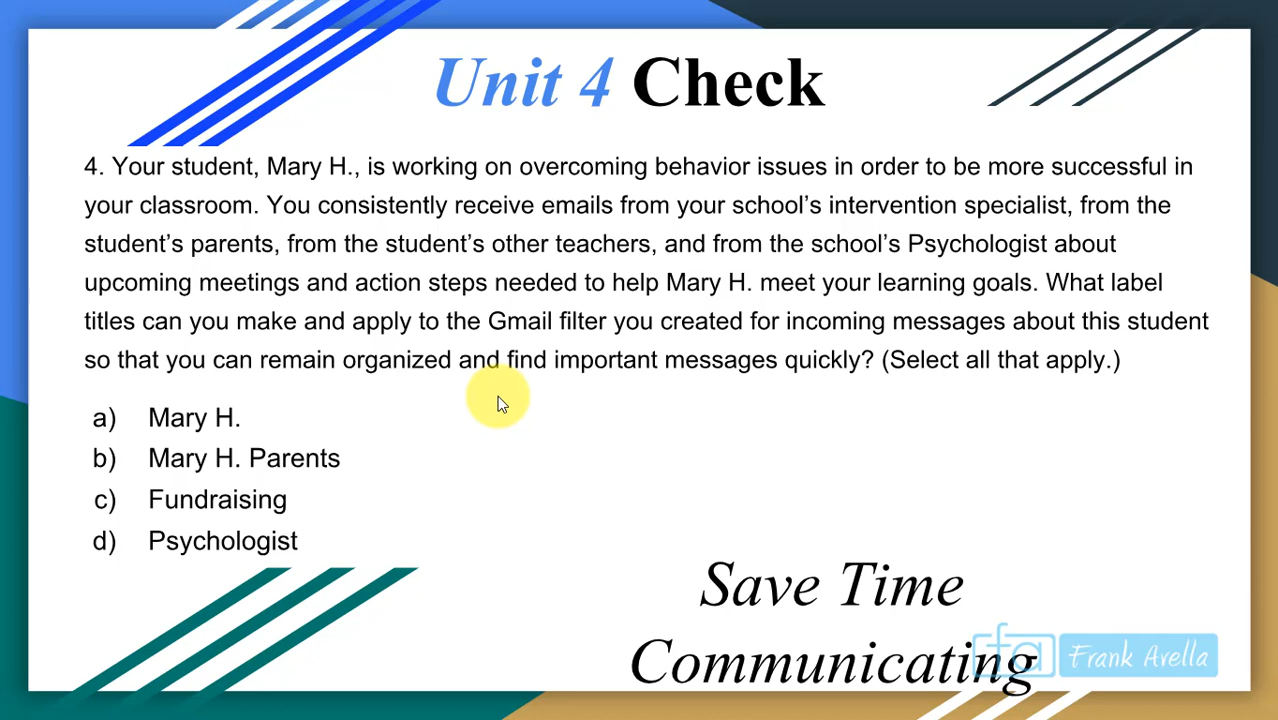 Unit 4 Check
4. Your student, Mary H., is working on overcoming behavior issues in order to be more successful in
your classroom. You consistently receive emails from your school’s intervention specialist, from the
student’s parents, from the student’s other teachers, and from the school’s Psychologist about
upcoming meetings and action steps needed to help Mary H. meet your learning goals. What label
titles can you make and apply to the Gmail filter you created for incoming messages about this student
so that you can remain organized and find important messages quickly? (Select all that apply.)
a) Mary H.
b) Mary H. Parents
c) Fundraising
d) Psychologist
Save Time
Communicating
fa Frank Avella